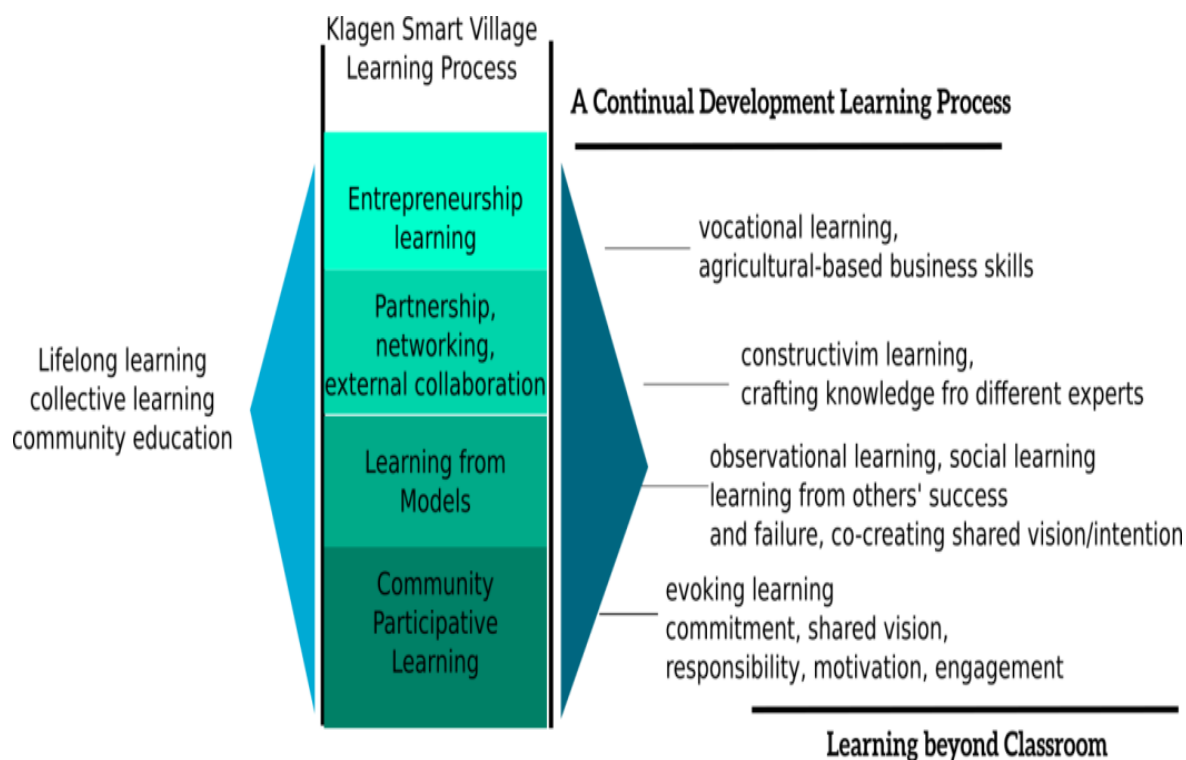 Klagen Smart Village
Learning Process
A Continual Development Learning Process
Entrepreneurship
learning
vocational learning,
agricultural-based business skills
Partnership,
networking,
external collaboration
constructivim learning,
crafting knowledge fro different experts
Lifelong learning
collective learning
community education
Learning from
Models
observational learning, social learning
learning from others' success
and failure, co-creating shared vision/intention
Community
Participative
Learning
evoking learning
commitment, shared vision,
responsibility, motivation, engagement
Learning beyond Classroom